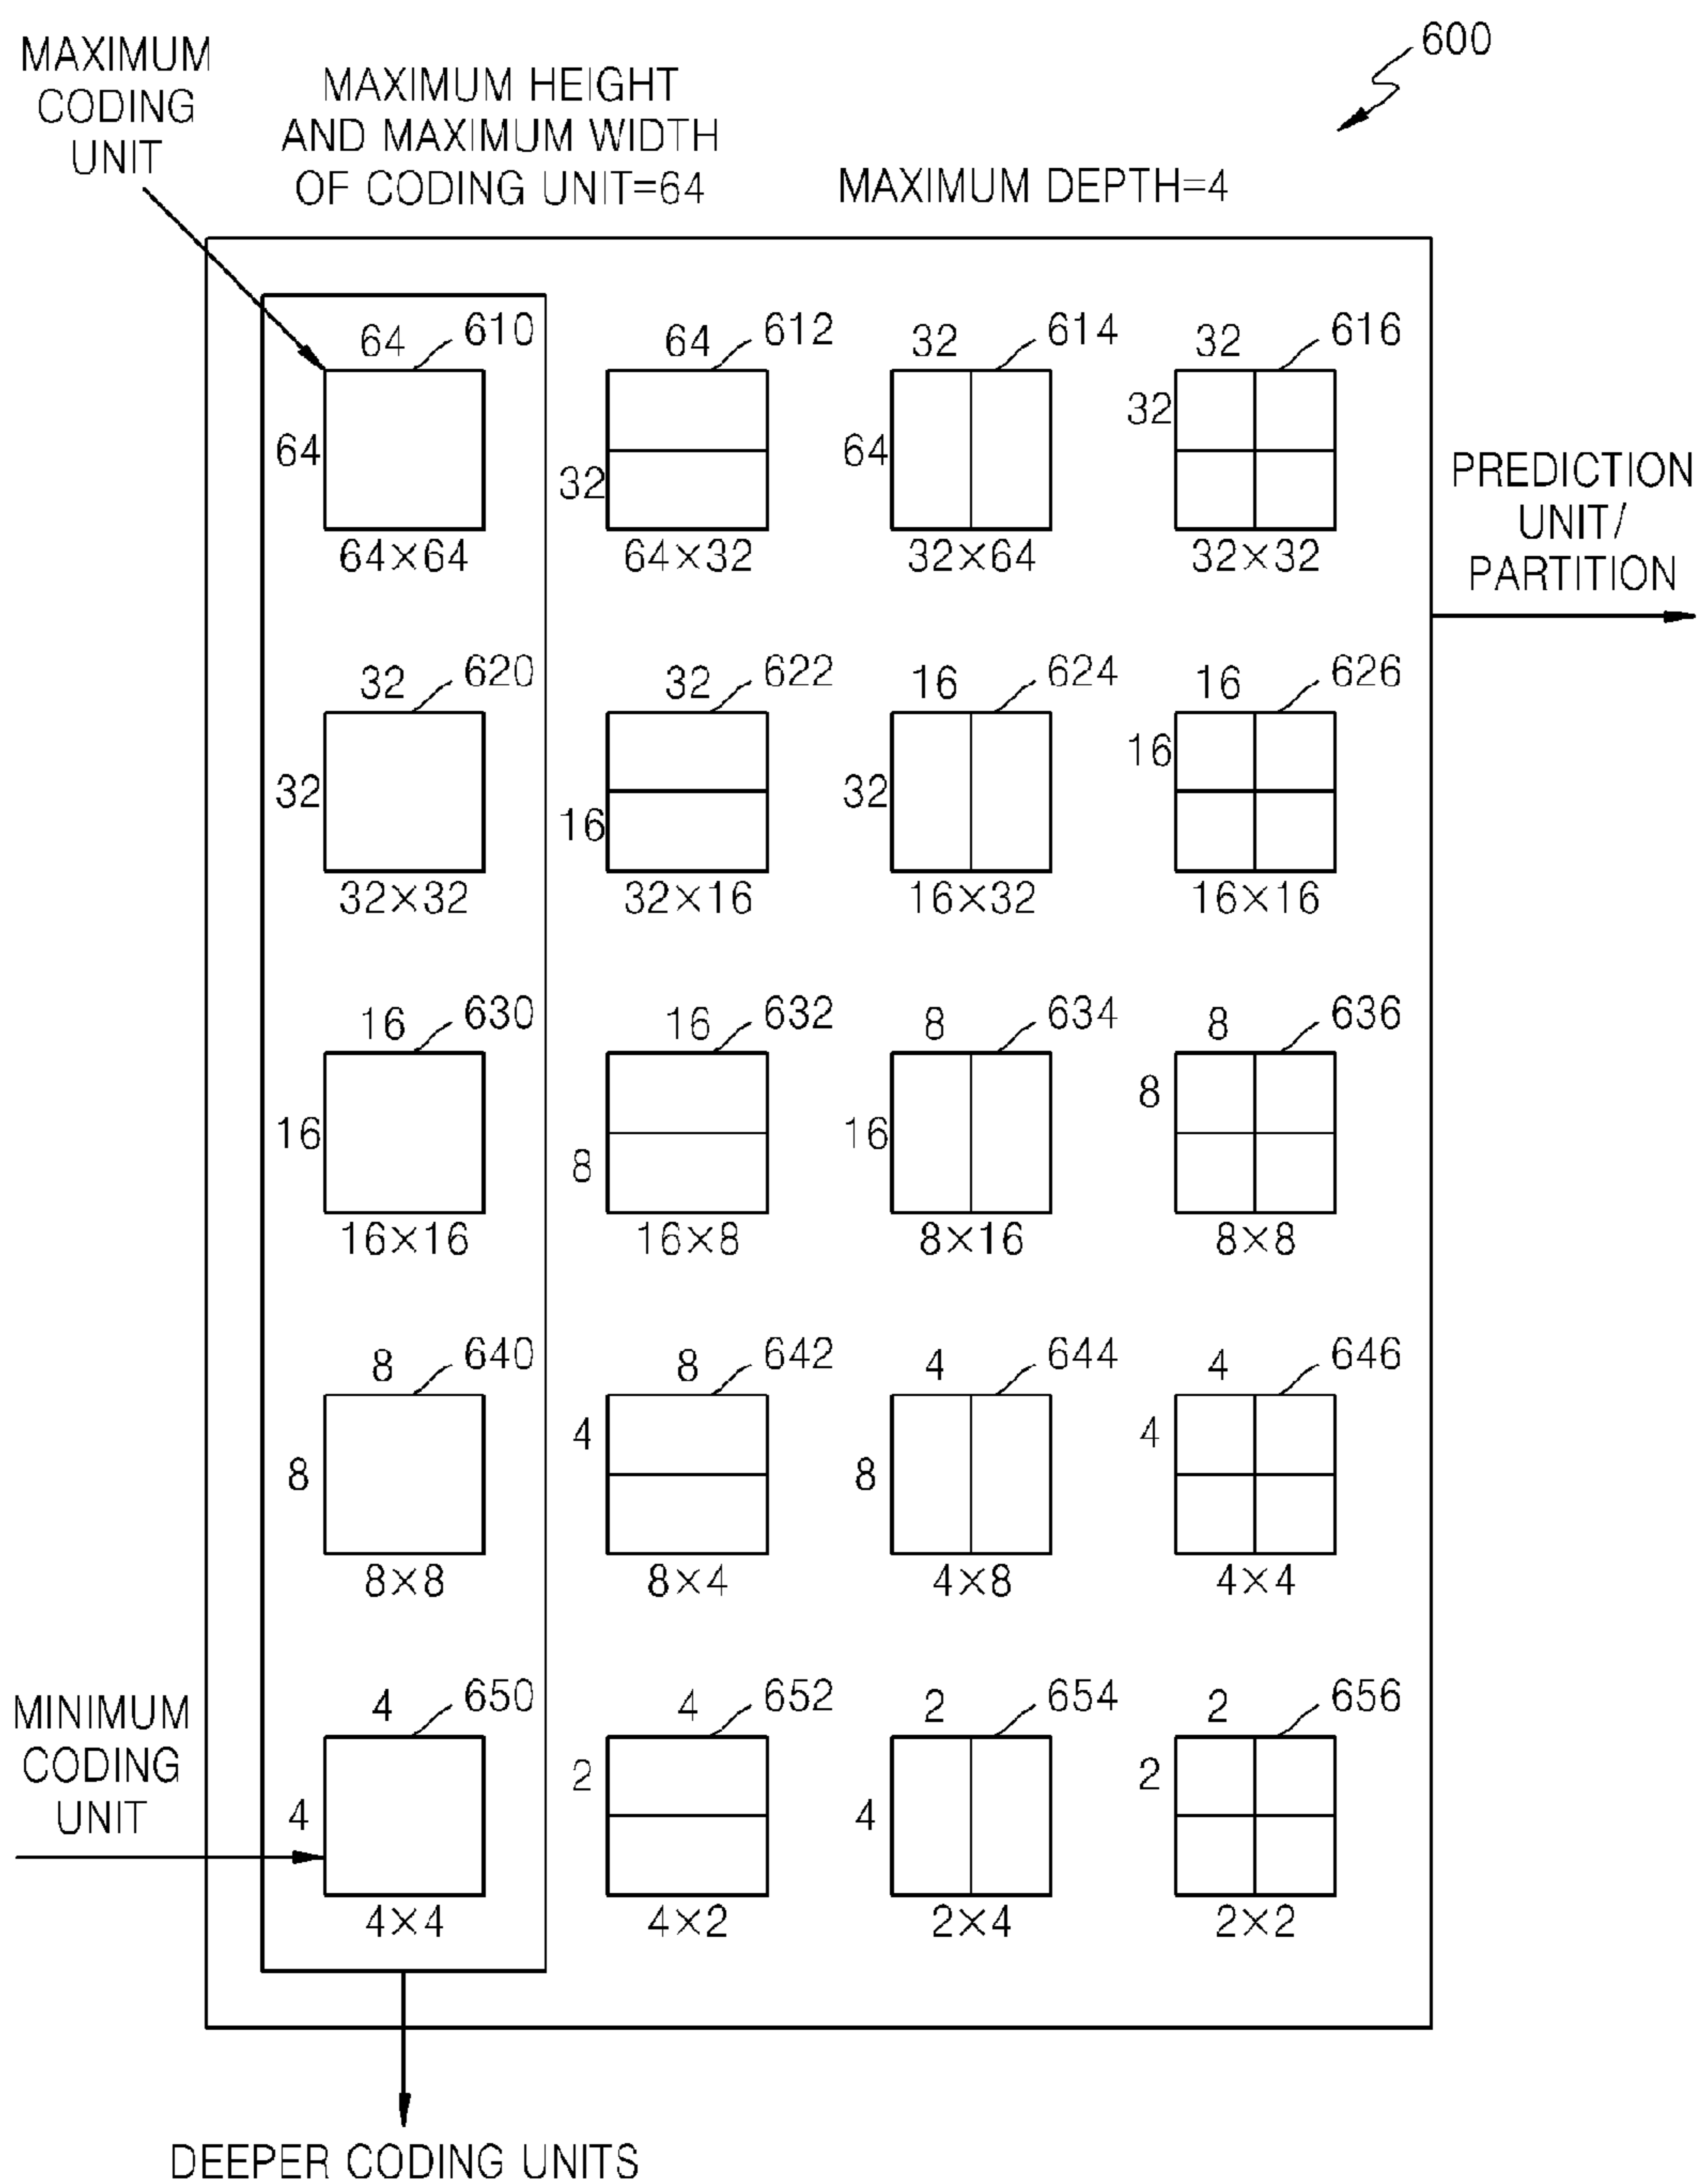 600
MAXIMUM
CODING
UNIT
MAXIMUM HEIGHT
AND MAXIMUM WIDTH
OF CODING UNIT=64
MAXIMUM DEPTH=4
64 610 64 612 32 614 32 616
64 32 64 32
64×64 64×32 32×64 32×32
PREDICTION
UNIT/
PARTITION
32 620 32 622 16 624 16 626
32 16 32 16
32×32 32×16 16×32 16×16
16 630 16 632 8 634 8 636
16 8 16 8
16×16 16×8 8×16 8×8
8 640 8 642 4 644 4 646
8 4 8 4
8×8 8×4 4×8 4×4
MINIMUM
CODING
UNIT
4 650 4 652 2 654 2 656
4 2 4 2
4×4 4×2 2×4 2×2
DEEPER CODING UNITS